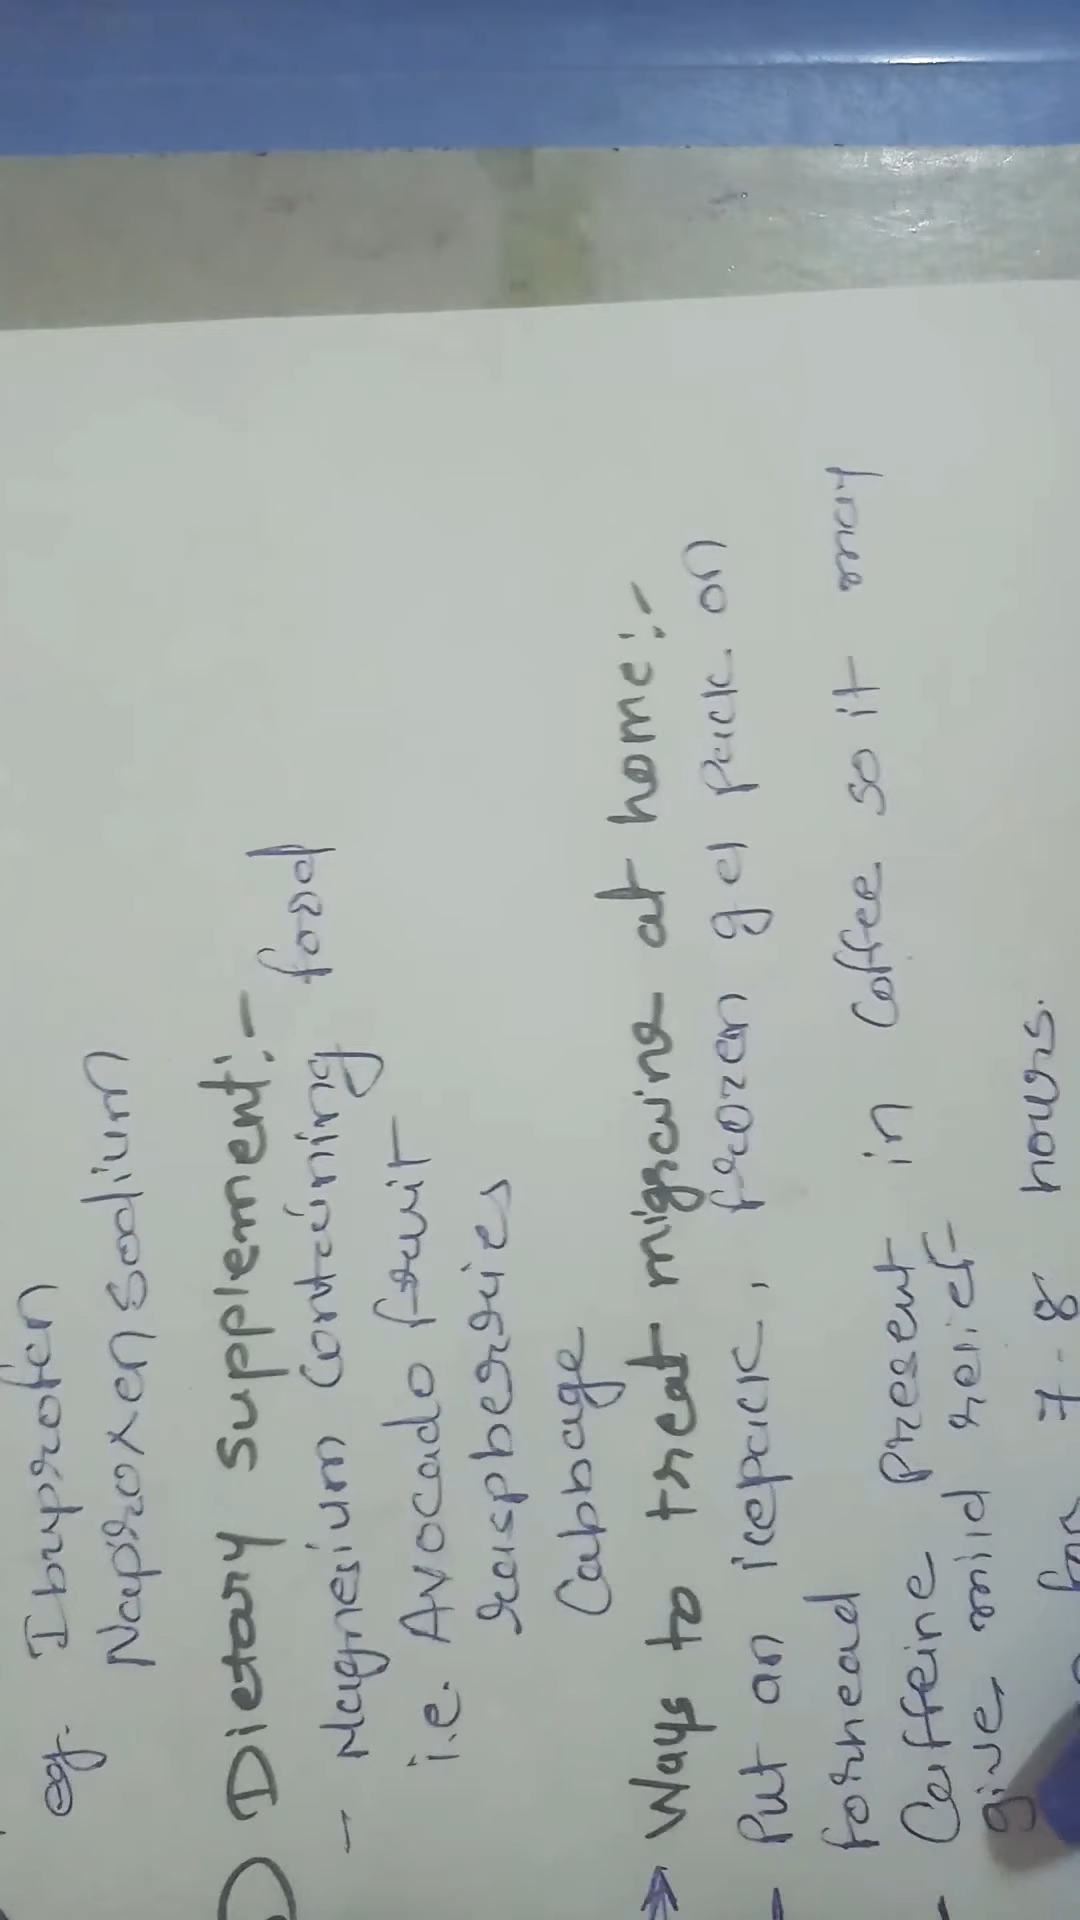 eg. Ibuprofen
Naproxen sodium
Dietary supplement:-
- Magnesium containing food
i.e. Avocado fruit
raspberries
Cabbage
→ Ways to treat migraine at home:-
- Put an icepack, frozen gel pack on
forhead
- Caffeine present in coffee so it may
give mild relief
for 7-8 hours.